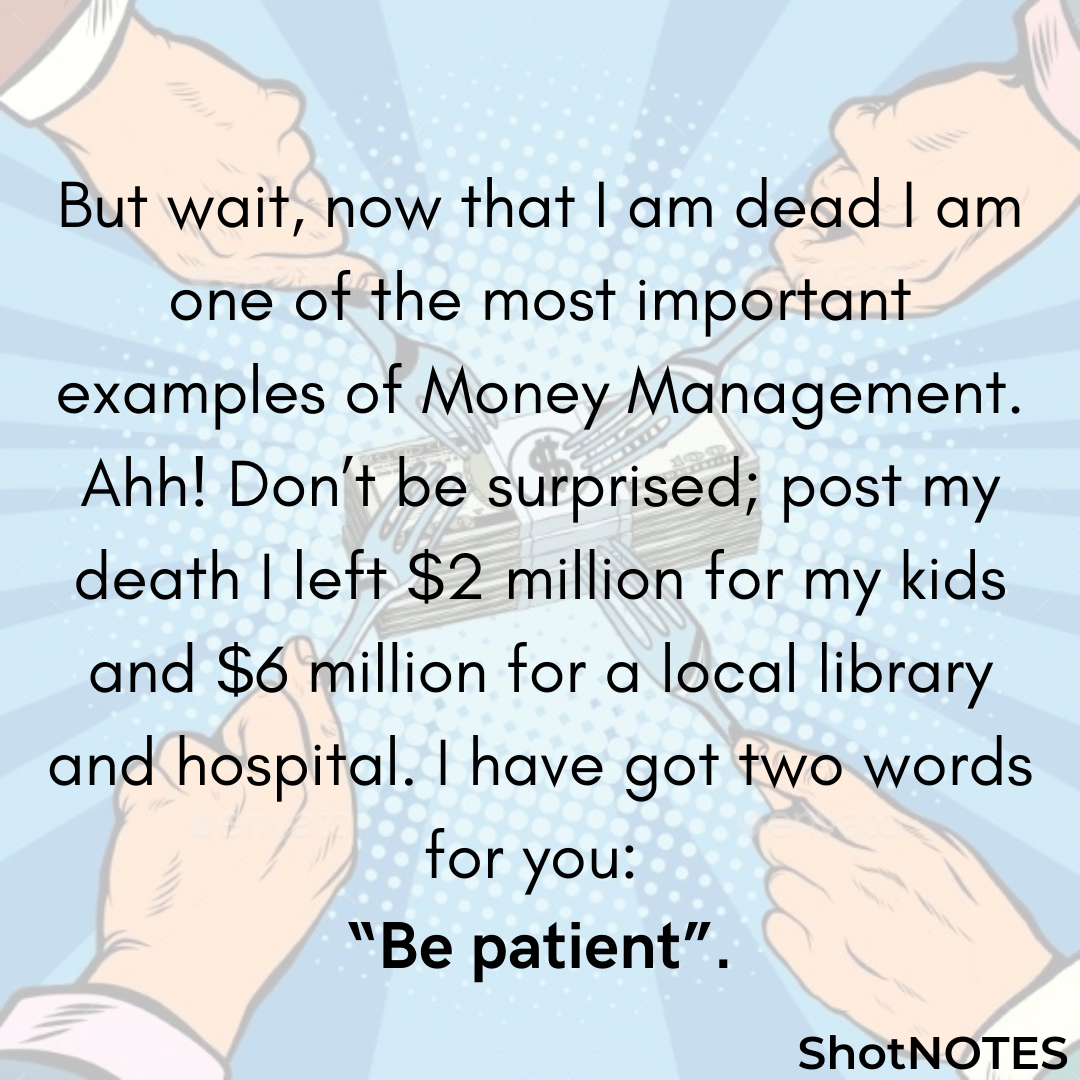 But wait, now that I am dead I am
one of the most important
examples of Money Management.
Ahh! Don’t be surprised; post my
death I left $2 million for my kids
and $6 million for a local library
and hospital. I have got two words
for you:
“Be patient”.
ShotNOTES